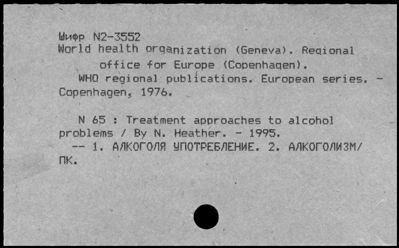 Шифр N2-3552
World health organization (Geneva). Regional
office for Europe (Copenhagen).
WHO regional publications. European series. -
Copenhagen, 1976.
N 65 : Treatment approaches to alcohol
problems / By N. Heather. - 1995.
-- 1. АЛКОГОЛЯ УПОТРЕБЛЕНИЕ. 2. АЛКОГОЛИЗМ/
ПК.